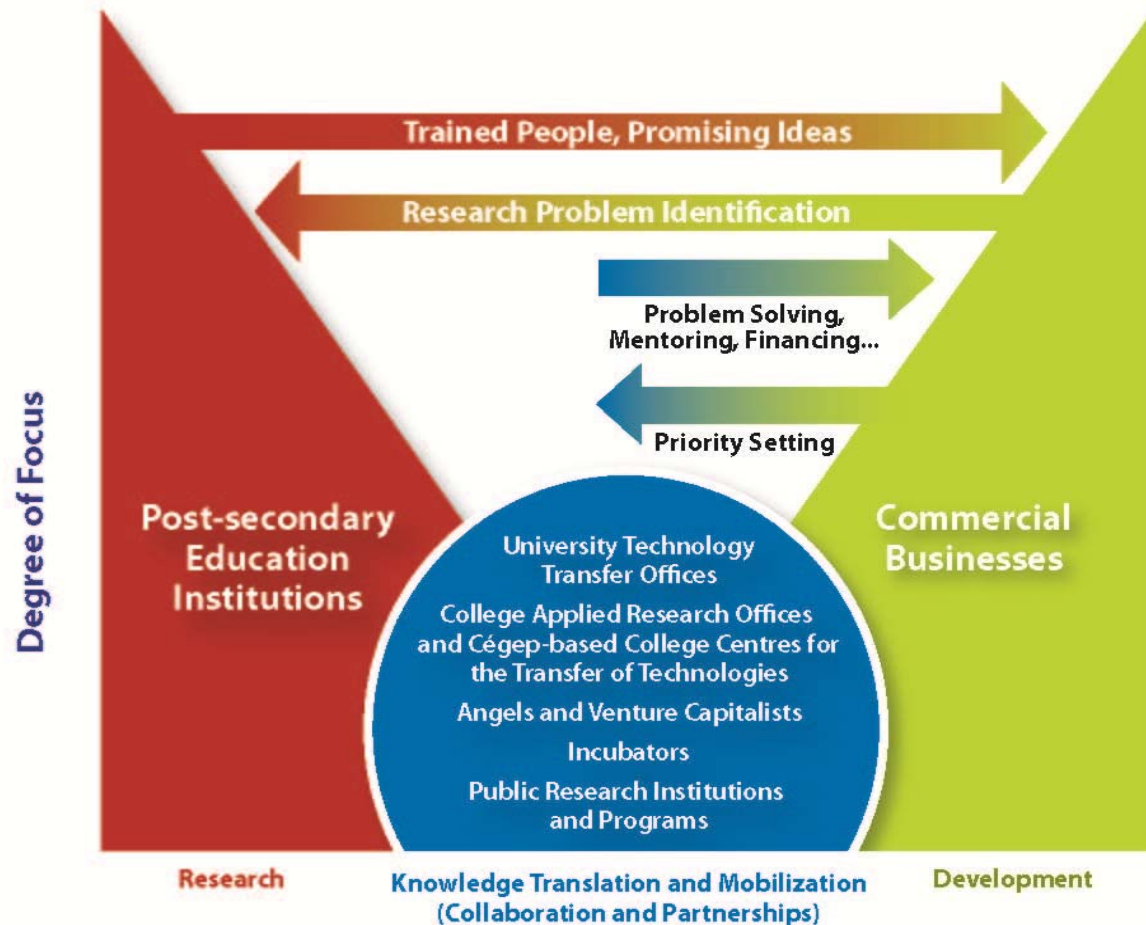 Trained People, Promising Ideas
Research Problem Identification
Problem Solving,
Mentoring, Financing...
Priority Setting
Degree of Focus
Post-secondary
Education
Institutions
University Technology
Transfer Offices
College Applied Research Offices
and Cégep-based College Centres for
the Transfer of Technologies
Angels and Venture Capitalists
Incubators
Public Research Institutions
and Programs
Commercial
Businesses
Research
Knowledge Translation and Mobilization
(Collaboration and Partnerships)
Development